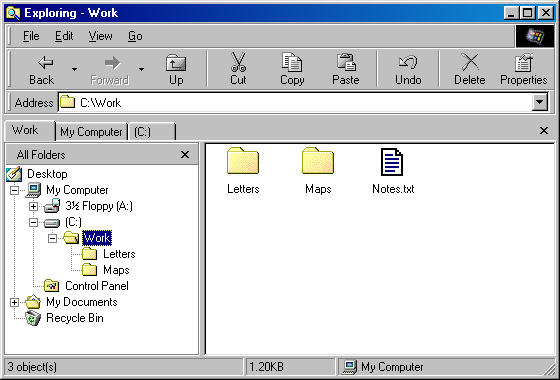 Exploring - Work
File Edit View Go
Back Forward Up Cut Copy Paste Undo Delete Properties
Address C:\Work
Work My Computer (C:)
All Folders
Desktop
My Computer
3½ Floppy (A:)
(C:)
Work
Letters
Maps
Control Panel
My Documents
Recycle Bin
Letters Maps Notes.txt
3 object(s) 1.20KB My Computer